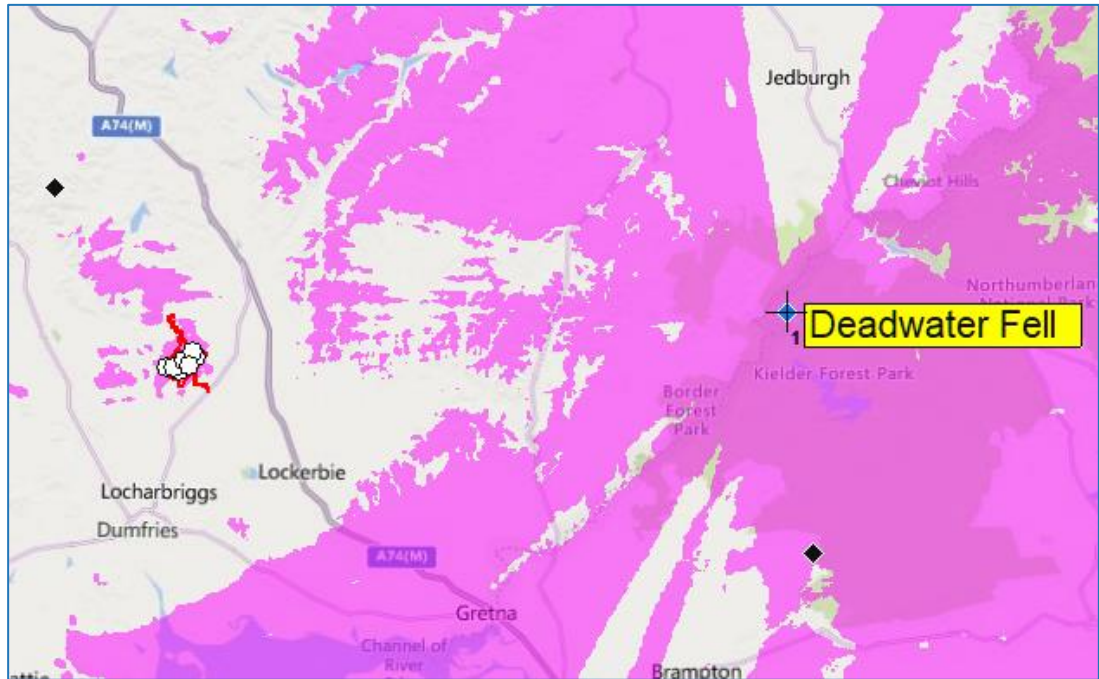 Jedburgh
A74(M)
Cheviot Hills
Northumberlan
National Park
Deadwater Fell
1
Kielder Forest Park
Border
Forest
Park
Lockerbie
Locharbriggs
Dumfries
A74(M)
Gretna
Channel of
River
Brampton